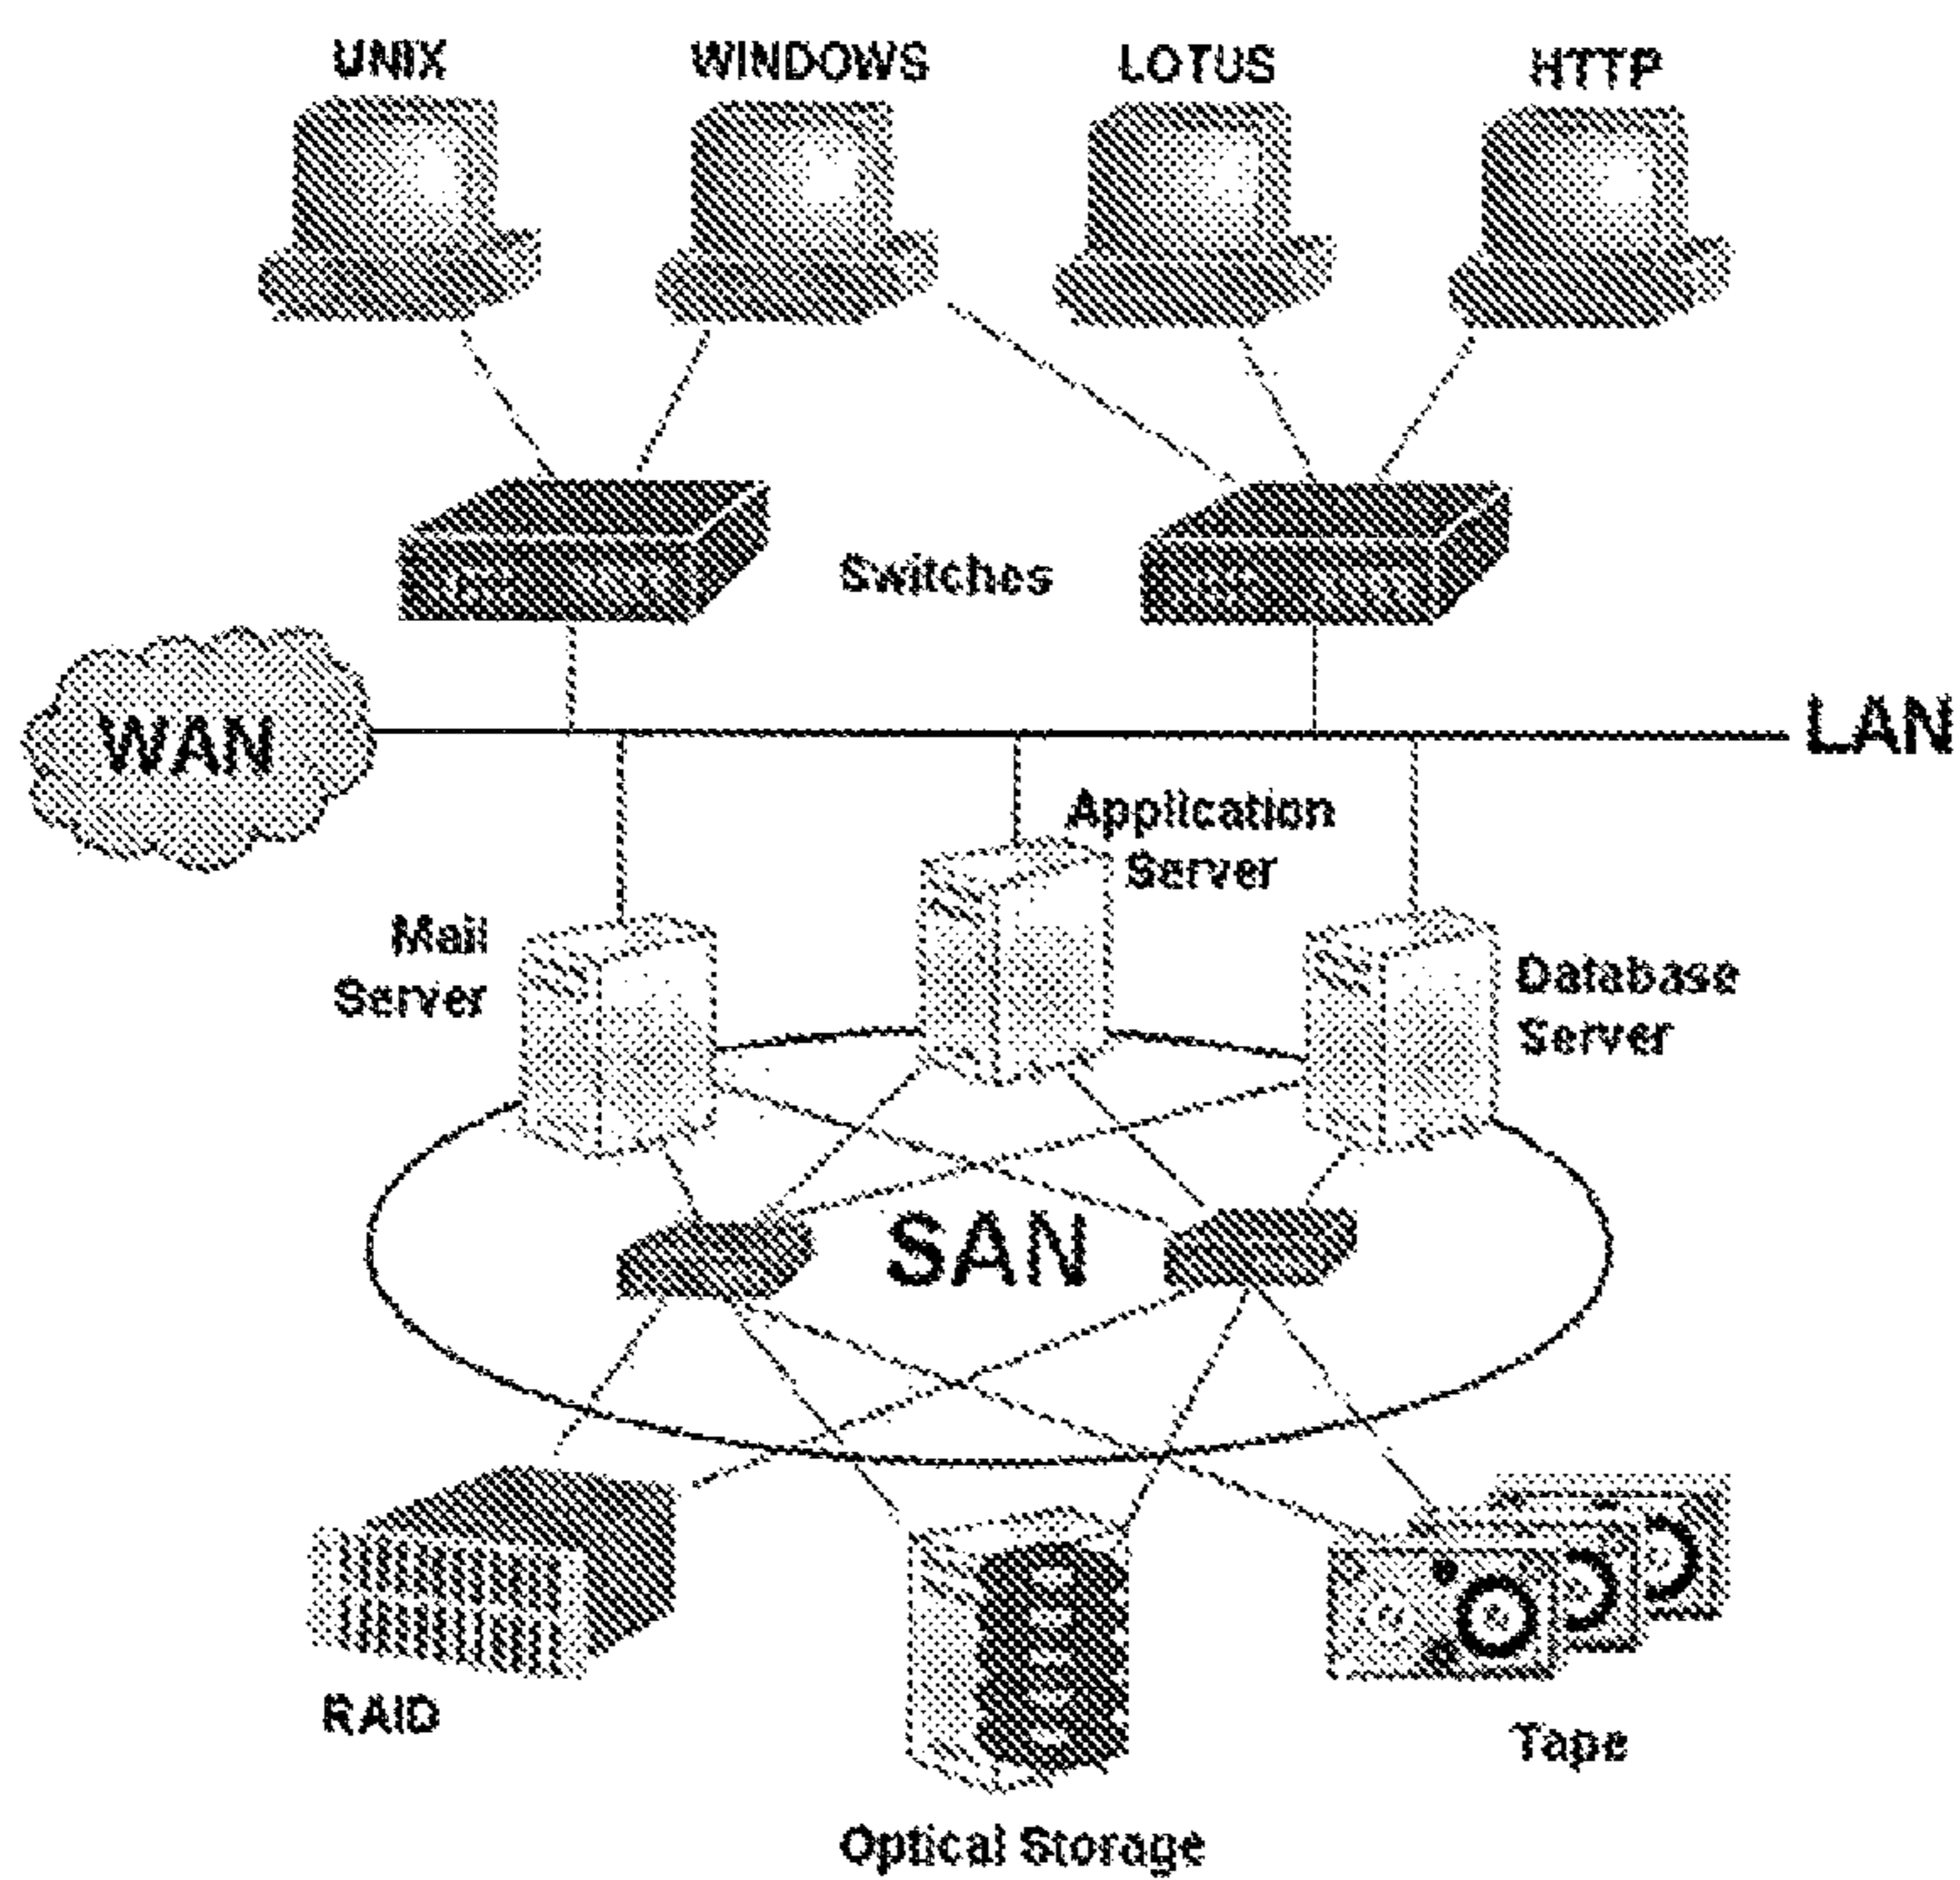 UNIX
WINDOWS
LOTUS
HTTP
Switches
WAN
LAN
Application
Server
Mail
Server
Database
Server
SAN
RAID
Tape
Optical Storage